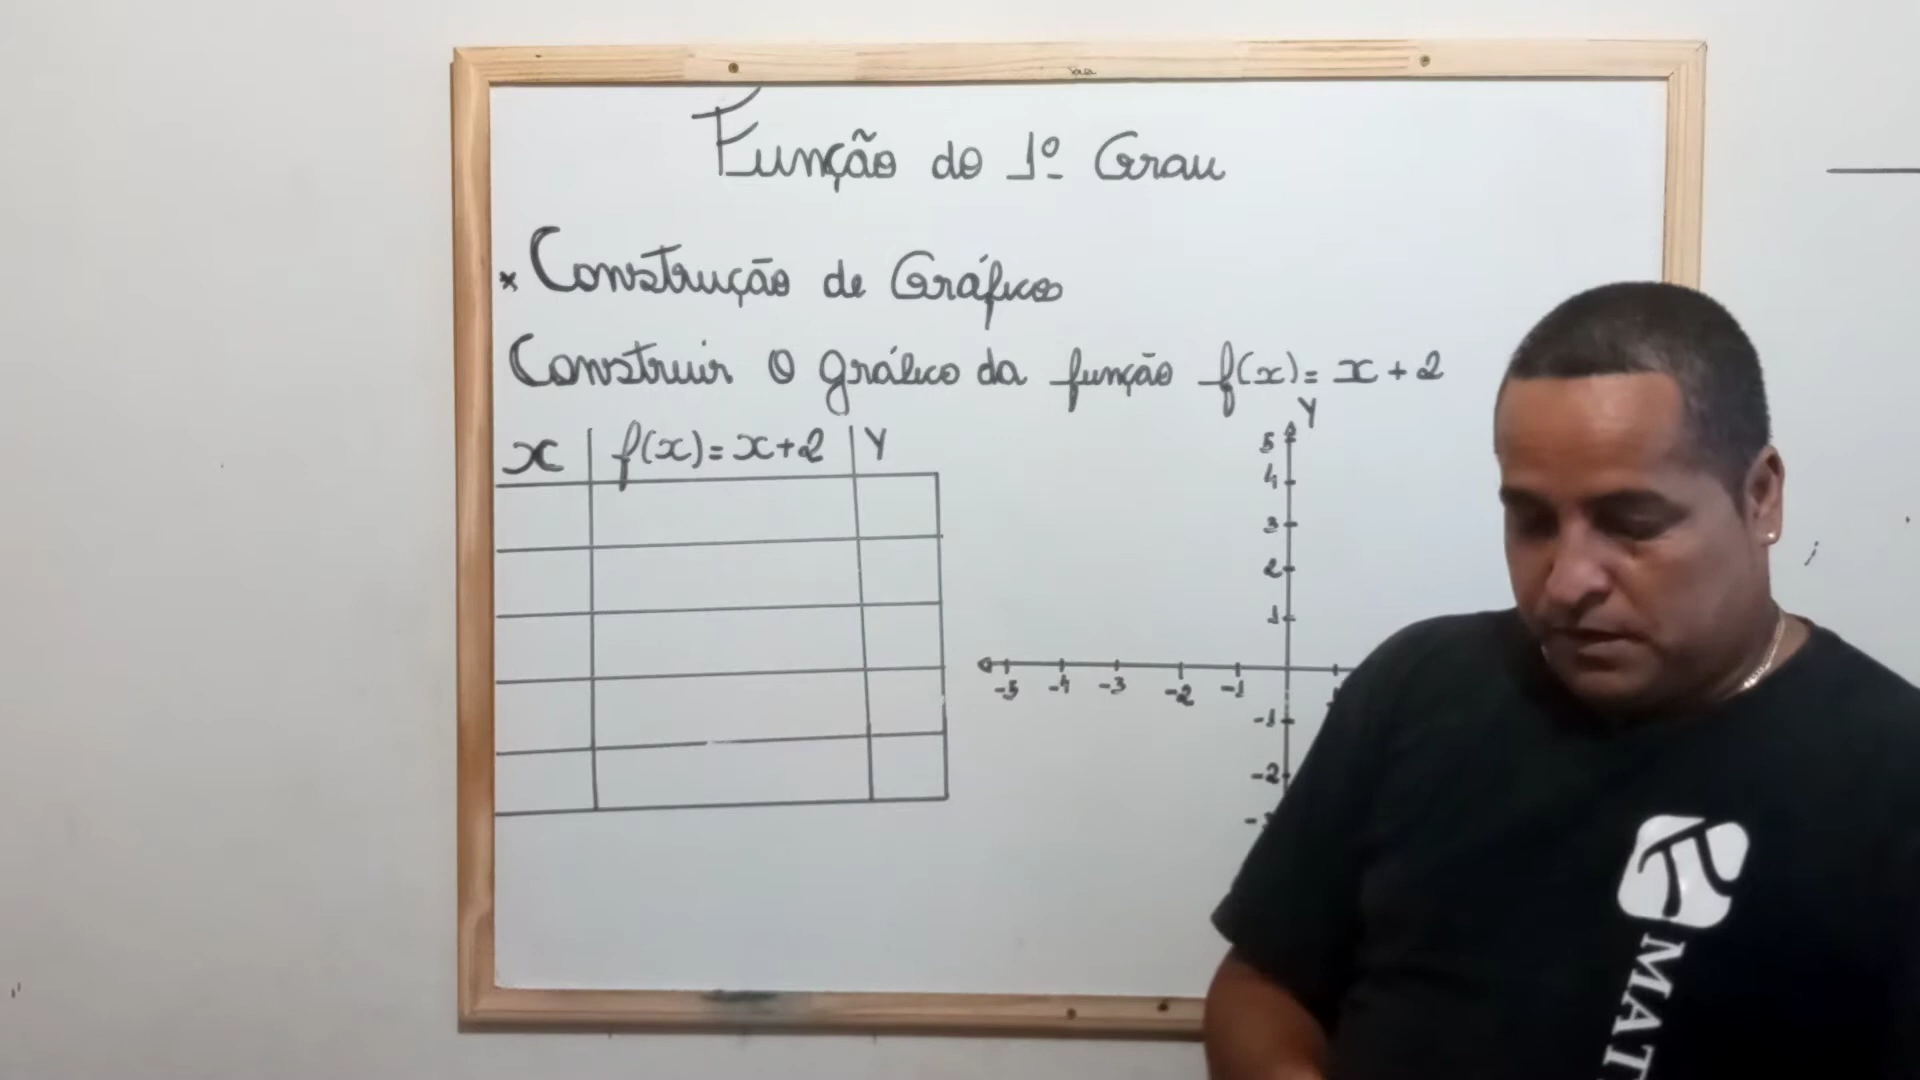 Função do 1º Grau
* Construção de Gráficos
Construir o gráfico da função f(x) = x + 2
x f(x) = x + 2 Y
Y
5
4
3
2
1
-5 -4 -3 -2 -1
-1
-2
MAT